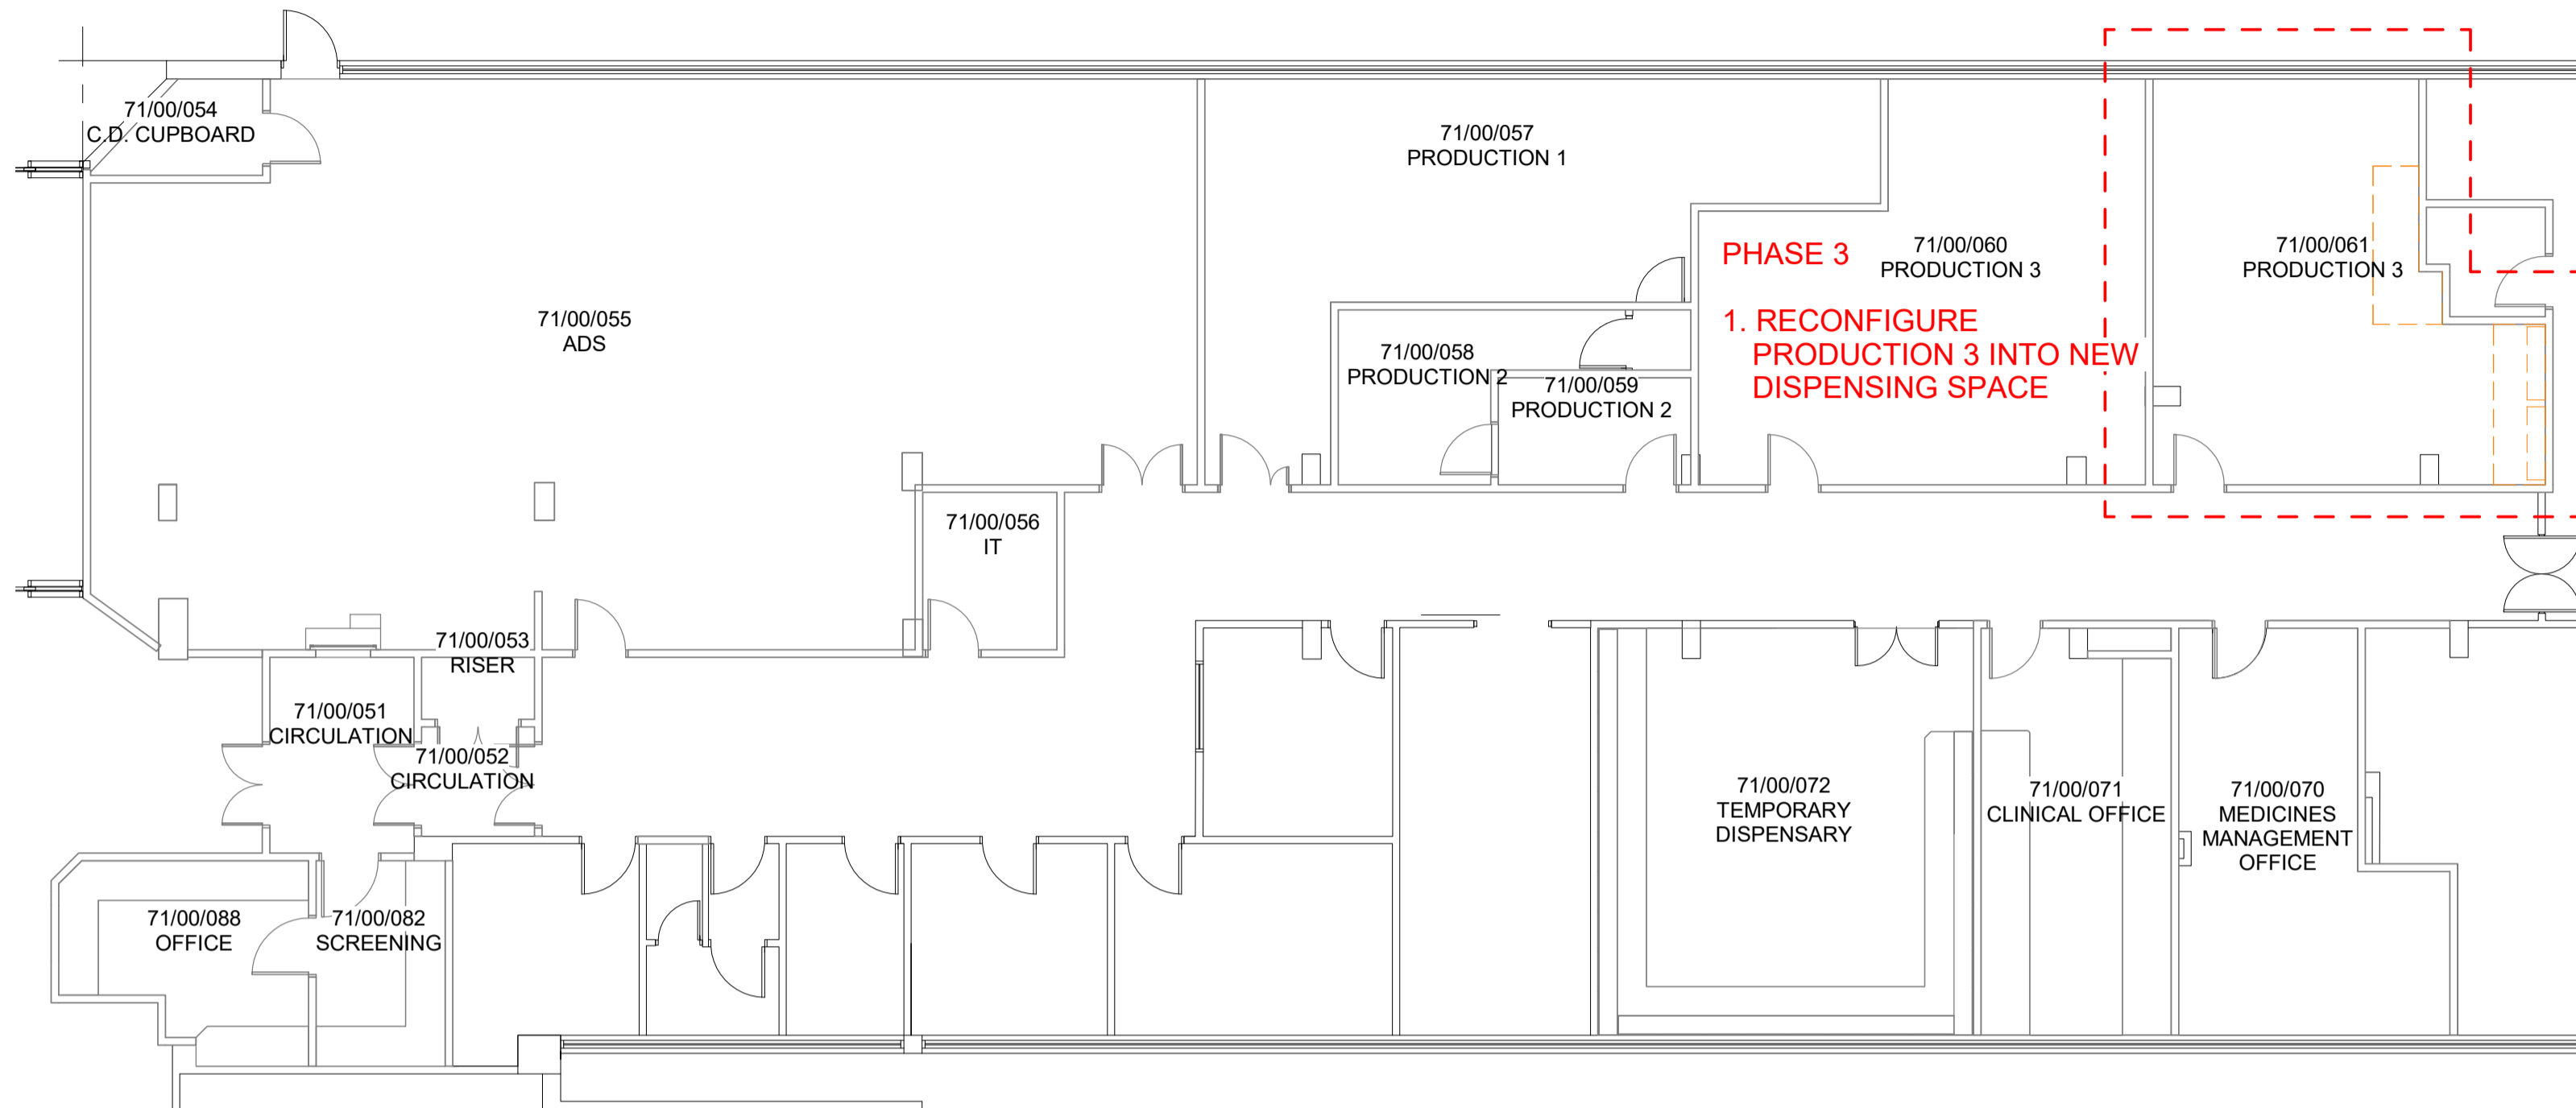 71/00/054
C.D. CUPBOARD
71/00/057
PRODUCTION 1
PHASE 3
71/00/060
PRODUCTION 3
71/00/061
PRODUCTION 3
71/00/055
ADS
1. RECONFIGURE
PRODUCTION 3 INTO NEW
DISPENSING SPACE
71/00/058
PRODUCTION 2
71/00/059
PRODUCTION 2
71/00/056
IT
71/00/053
RISER
71/00/051
CIRCULATION
71/00/052
CIRCULATION
71/00/072
TEMPORARY
DISPENSARY
71/00/071
CLINICAL OFFICE
71/00/070
MEDICINES
MANAGEMENT
OFFICE
71/00/088
OFFICE
71/00/082
SCREENING